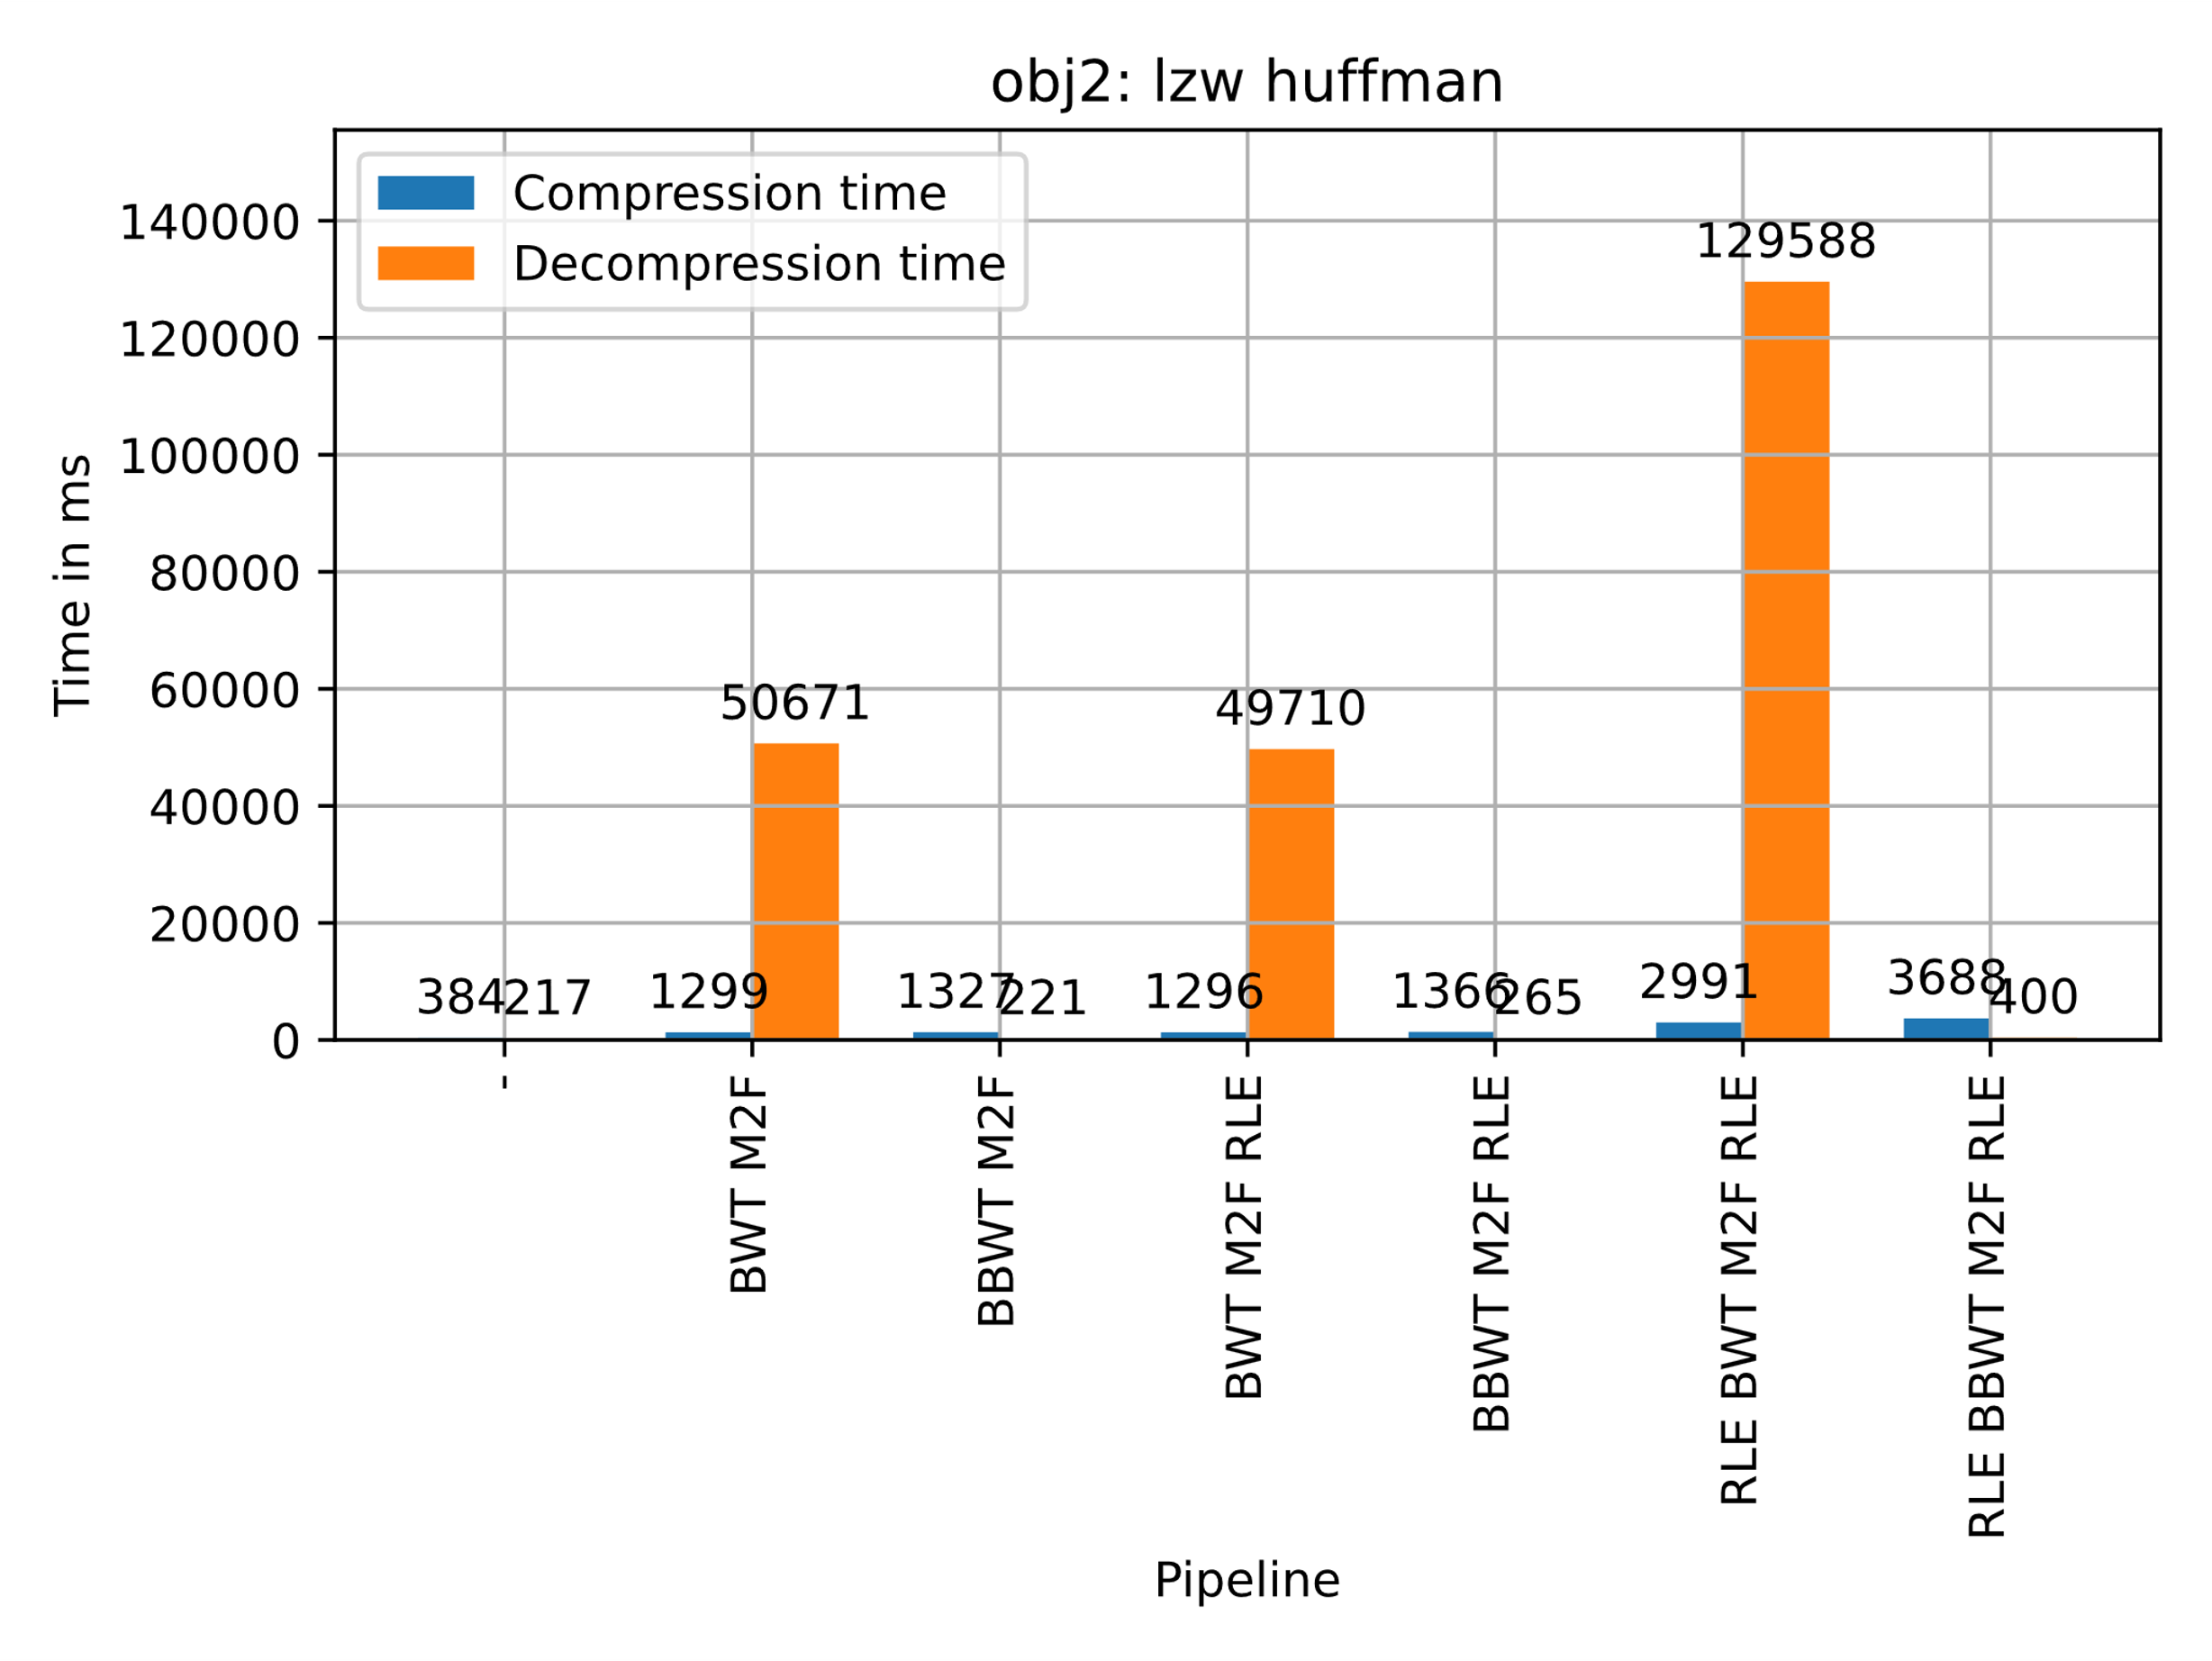 obj2: lzw huffman
Compression time
Decompression time
140000
120000
100000
80000
60000
40000
20000
0
Time in ms
384
217
1299
50671
1327
221
1296
49710
1366
265
2991
129588
3688
400
-
BWT M2F
BBWT M2F
BWT M2F RLE
BBWT M2F RLE
RLE BWT M2F RLE
RLE BBWT M2F RLE
Pipeline